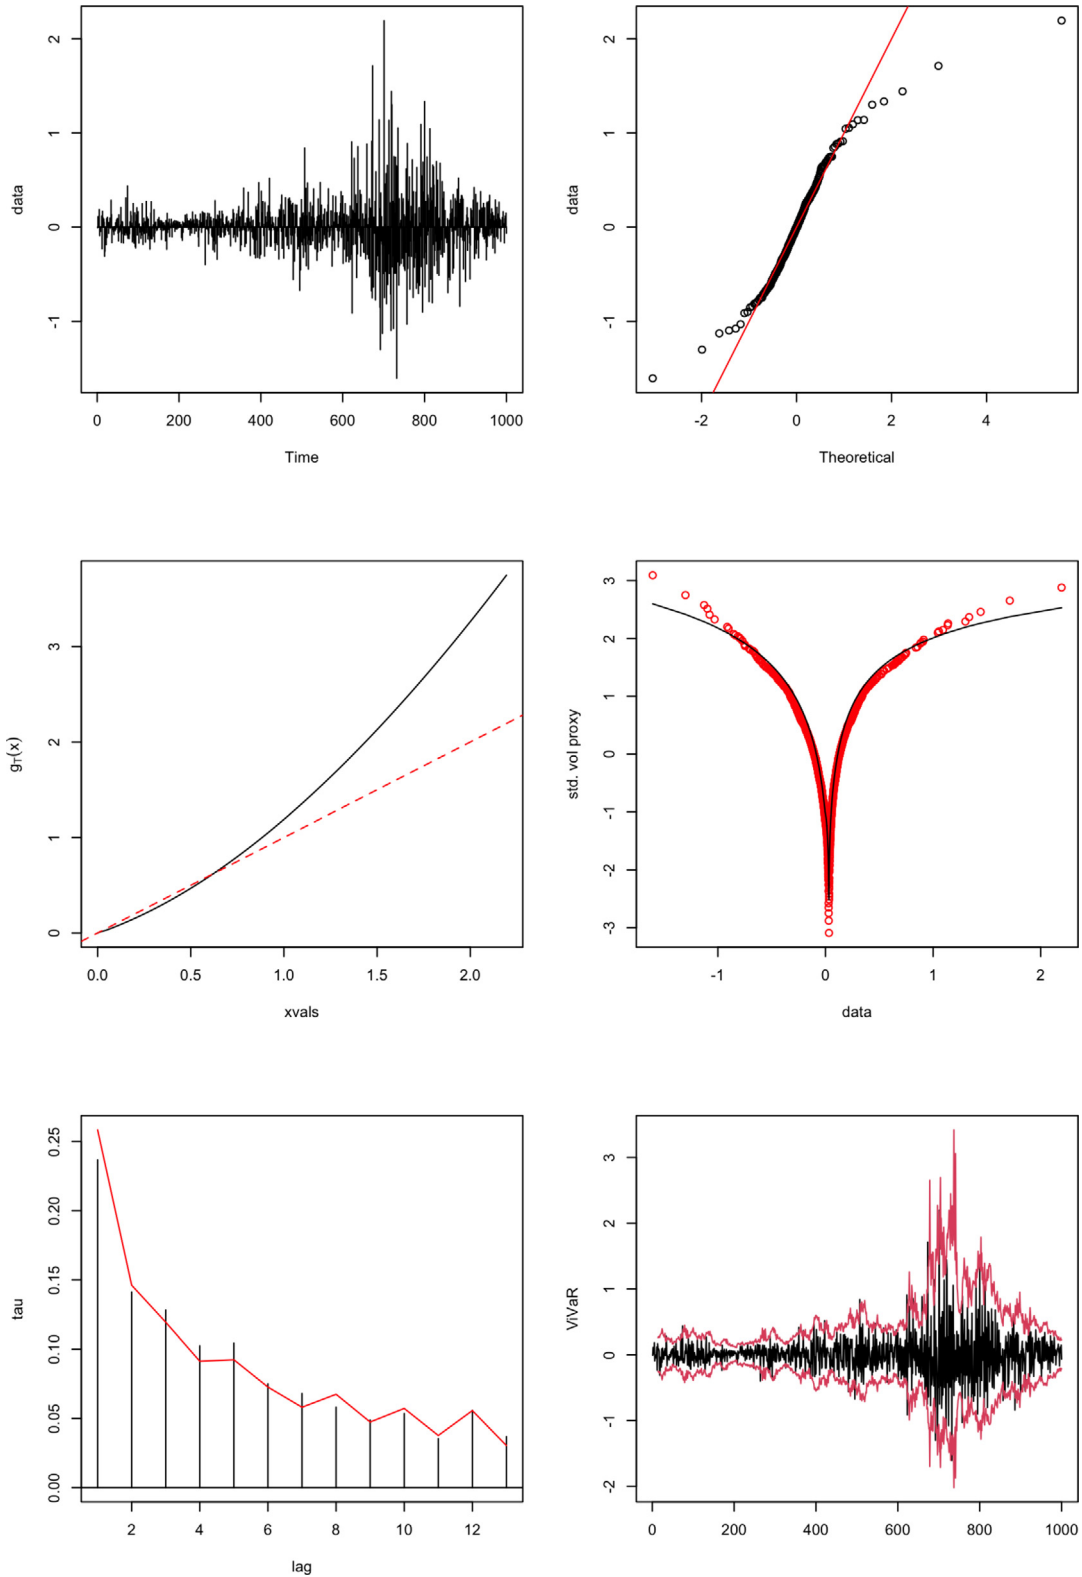 2
1
0
-1
data
0 200 400 600 800 1000
Time
2
1
0
-1
data
-2 0 2 4
Theoretical
3
2
1
0
gT(x)
0.0 0.5 1.0 1.5 2.0
xvals
3
2
1
0
-1
-2
-3
std. vol proxy
-1 0 1 2
data
0.25
0.20
0.15
0.10
0.05
0.00
tau
2 4 6 8 10 12
lag
3
2
1
0
-1
-2
ViVaR
0 200 400 600 800 1000